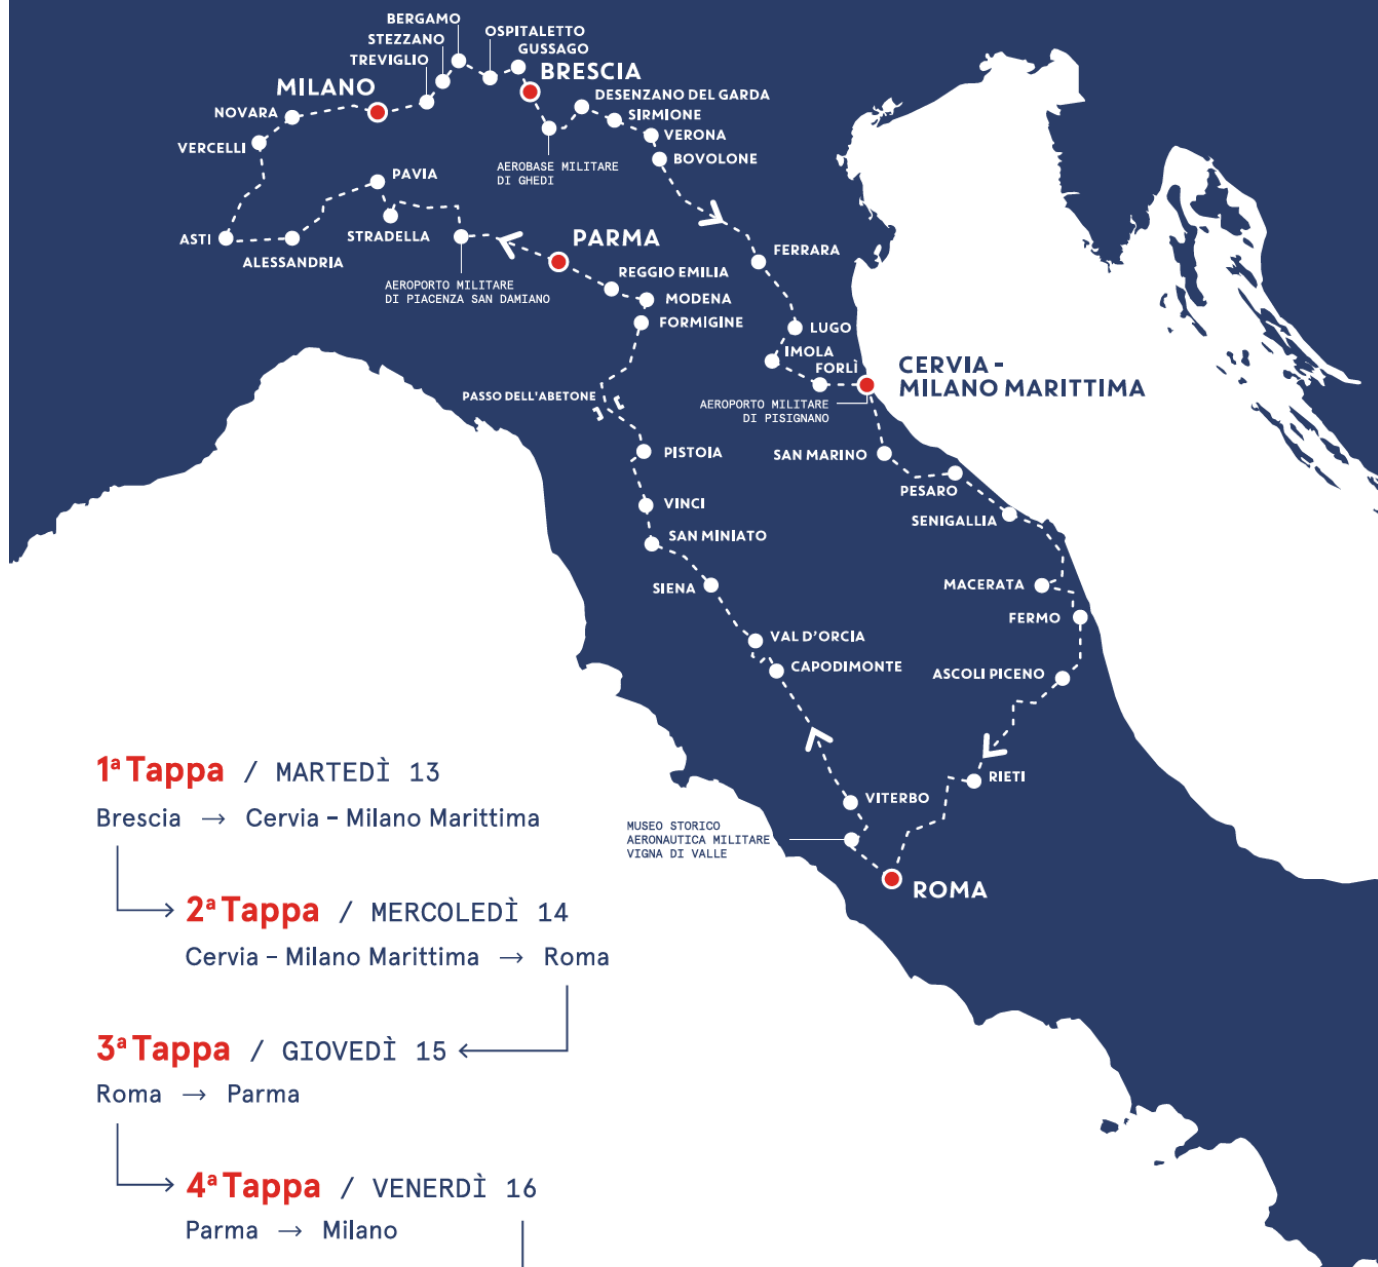 BERGAMO
STEZZANO
TREVIGLIO
OSPITALETTO
GUSSAGO
MILANO
BRESCIA
NOVARA
DESENZANO DEL GARDA
SIRMIONE
VERONA
VERCELLI
BOVOLONE
AEROBASE MILITARE
DI GHEDI
PAVIA
ASTI
STRADELLA
PARMA
ALESSANDRIA
FERRARA
REGGIO EMILIA
AEROPORTO MILITARE
DI PIACENZA SAN DAMIANO
MODENA
FORMIGINE
LUGO
IMOLA
FORLÌ
CERVIA -
MILANO MARITTIMA
PASSO DELL'ABETONE
AEROPORTO MILITARE
DI PISIGNANO
PISTOIA
SAN MARINO
PESARO
VINCI
SENIGALLIA
SAN MINIATO
SIENA
MACERATA
FERMO
VAL D'ORCIA
CAPODIMONTE
ASCOLI PICENO
RIETI
VITERBO
MUSEO STORICO
AERONAUTICA MILITARE
VIGNA DI VALLE
ROMA
1ª Tappa / MARTEDÌ 13
Brescia → Cervia – Milano Marittima
2ª Tappa / MERCOLEDÌ 14
Cervia – Milano Marittima → Roma
3ª Tappa / GIOVEDÌ 15
Roma → Parma
4ª Tappa / VENERDÌ 16
Parma → Milano